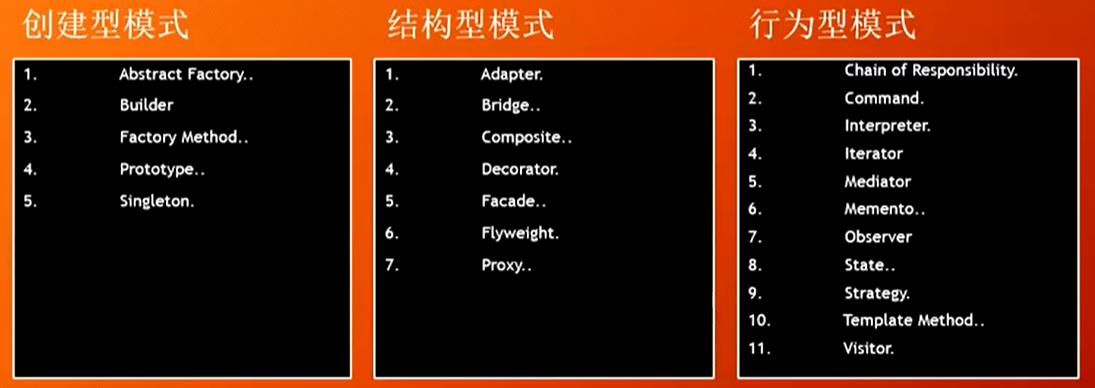 创建型模式
1. Abstract Factory..
2. Builder
3. Factory Method..
4. Prototype..
5. Singleton.
结构型模式
1. Adapter.
2. Bridge..
3. Composite..
4. Decorator.
5. Facade..
6. Flyweight.
7. Proxy..
行为型模式
1. Chain of Responsibility.
2. Command.
3. Interpreter.
4. Iterator
5. Mediator
6. Memento..
7. Observer
8. State..
9. Strategy.
10. Template Method..
11. Visitor.